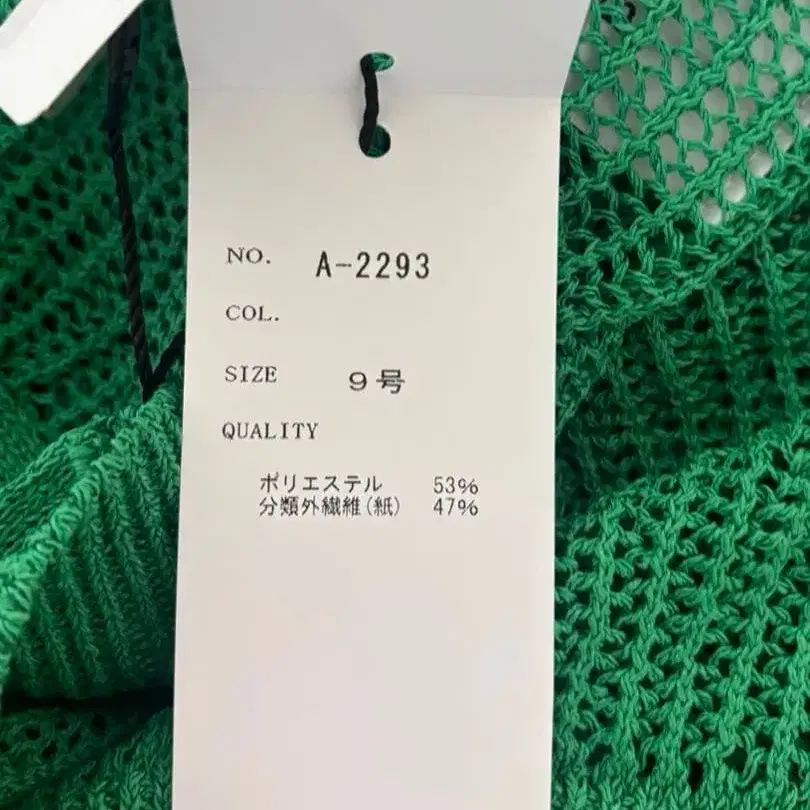 NO. A-2293
COL.
SIZE 9号
QUALITY
ポリエステル 53%
分類外繊維(紙) 47%